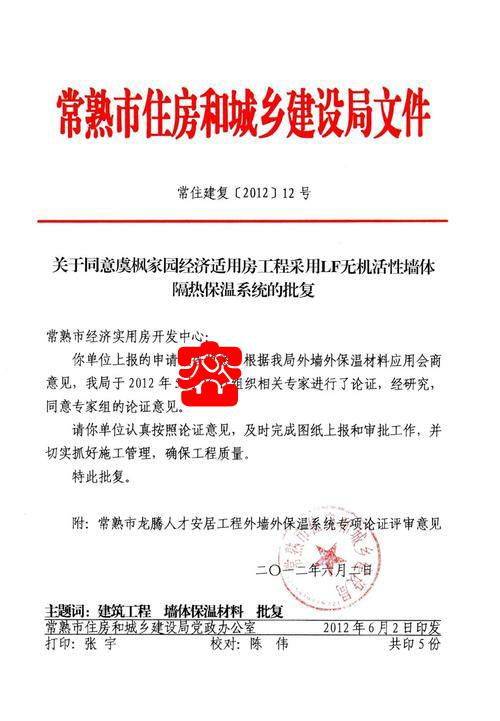 常熟市住房和城乡建设局文件
常住建复〔2012〕12号
关于同意虞枫家园经济适用房工程采用LF无机活性墙体
隔热保温系统的批复
常熟市经济实用房开发中心：
你单位上报的申请 根据我局外墙外保温材料应用会商
意见，我局于2012年5 组织相关专家进行了论证，经研究，
同意专家组的论证意见。
请你单位认真按照论证意见，及时完成图纸上报和审批工作，并
切实抓好施工管理，确保工程质量。
特此批复。
附：常熟市龙腾人才安居工程外墙外保温系统专项论证评审意见
常熟市住房和城乡建设局
二〇一二年六月二日
主题词：建筑工程 墙体保温材料 批复
常熟市住房和城乡建设局党政办公室 2012年6月2日印发
打印：张宇 校对：陈伟 共印5份